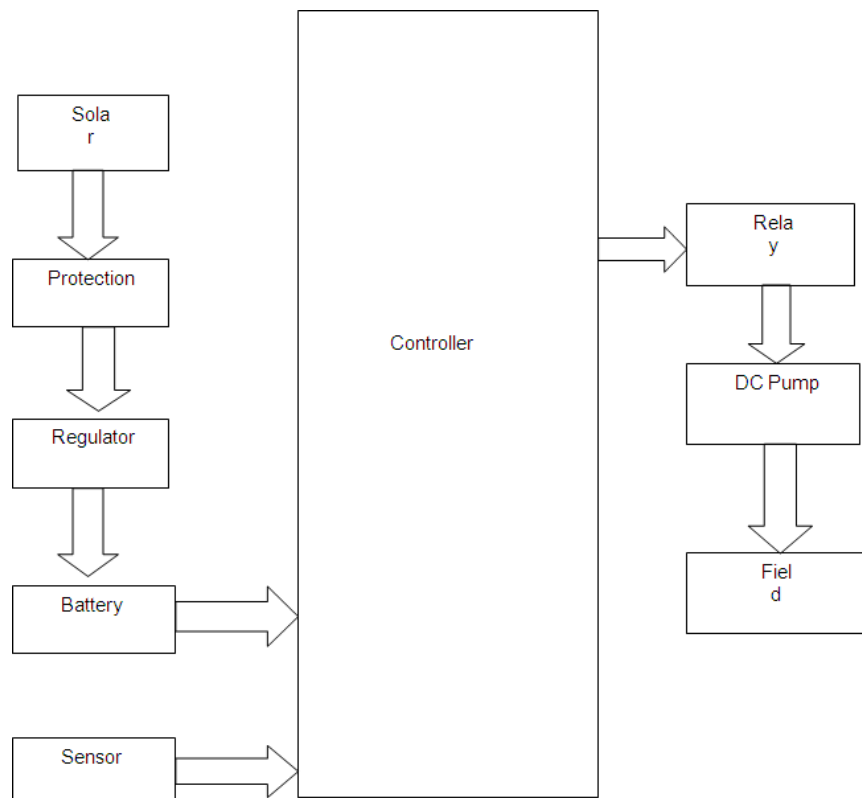 Sola
r
Protection
Regulator
Battery
Sensor
Controller
Rela
y
DC Pump
Fiel
d